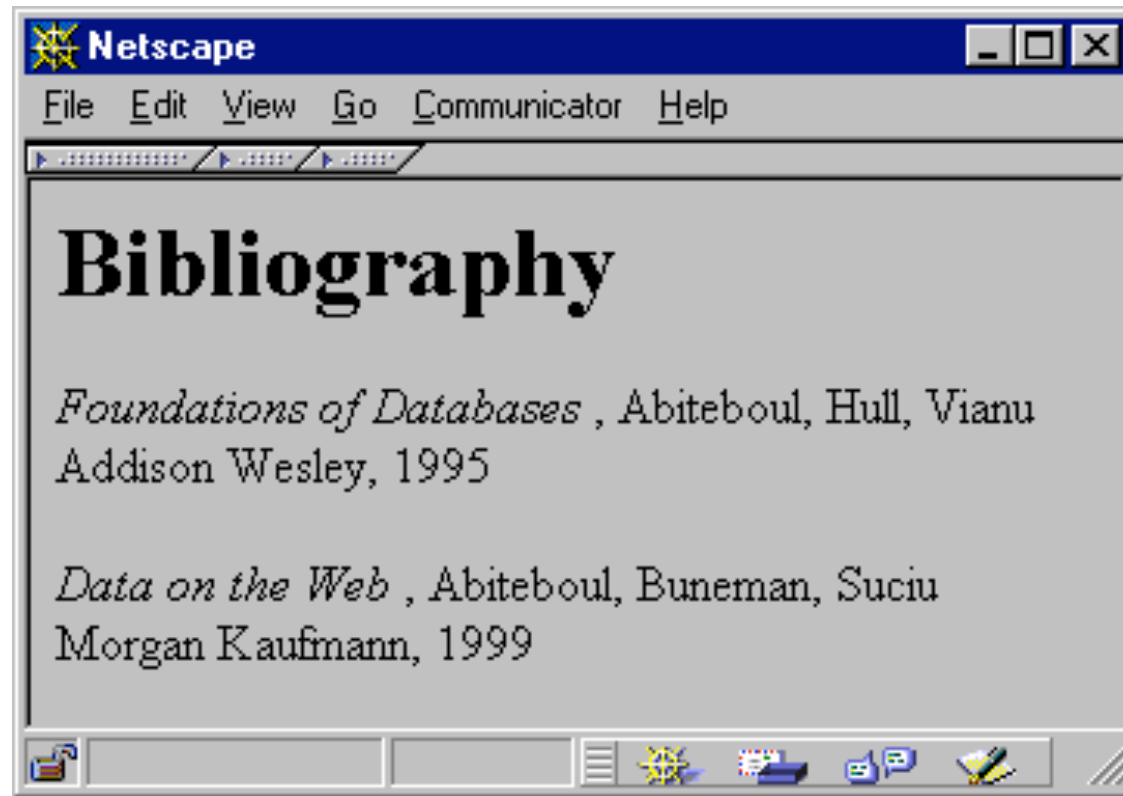 Netscape
File Edit View Go Communicator Help
Bibliography
Foundations of Databases , Abiteboul, Hull, Vianu
Addison Wesley, 1995
Data on the Web , Abiteboul, Buneman, Suciu
Morgan Kaufmann, 1999